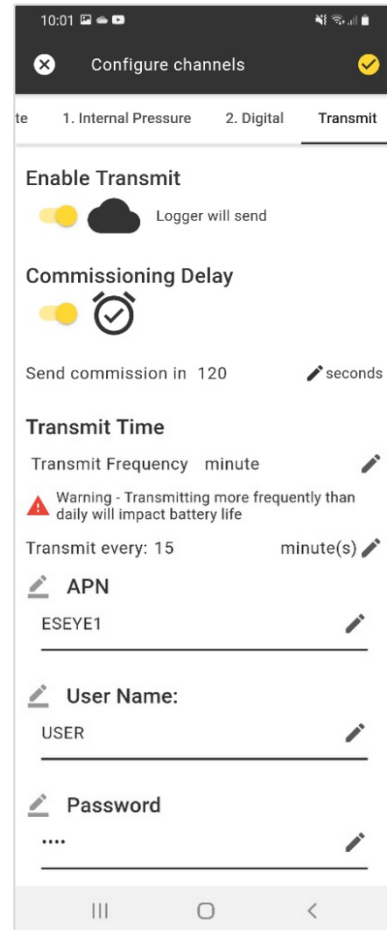 10:01
Configure channels
te 1. Internal Pressure 2. Digital Transmit
Enable Transmit
Logger will send
Commissioning Delay
Send commission in 120 seconds
Transmit Time
Transmit Frequency minute
Warning - Transmitting more frequently than
daily will impact battery life
Transmit every: 15 minute(s)
APN
ESEYE1
User Name:
USER
Password
····